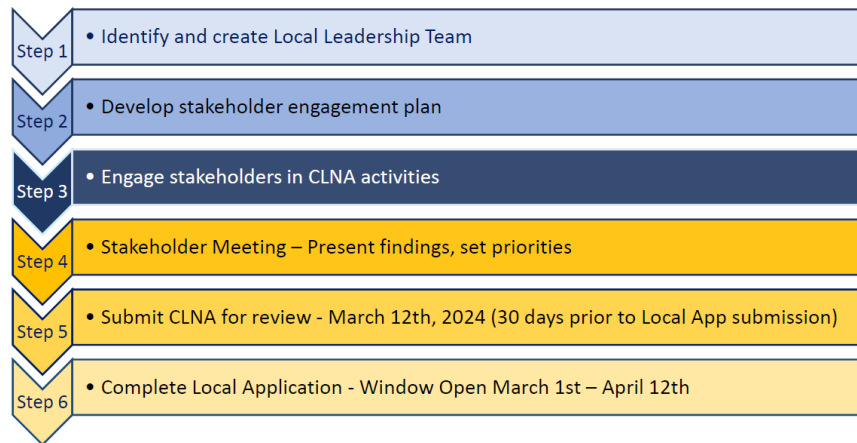 Step 1
• Identify and create Local Leadership Team
Step 2
• Develop stakeholder engagement plan
Step 3
• Engage stakeholders in CLNA activities
Step 4
• Stakeholder Meeting – Present findings, set priorities
Step 5
• Submit CLNA for review - March 12th, 2024 (30 days prior to Local App submission)
Step 6
• Complete Local Application - Window Open March 1st – April 12th